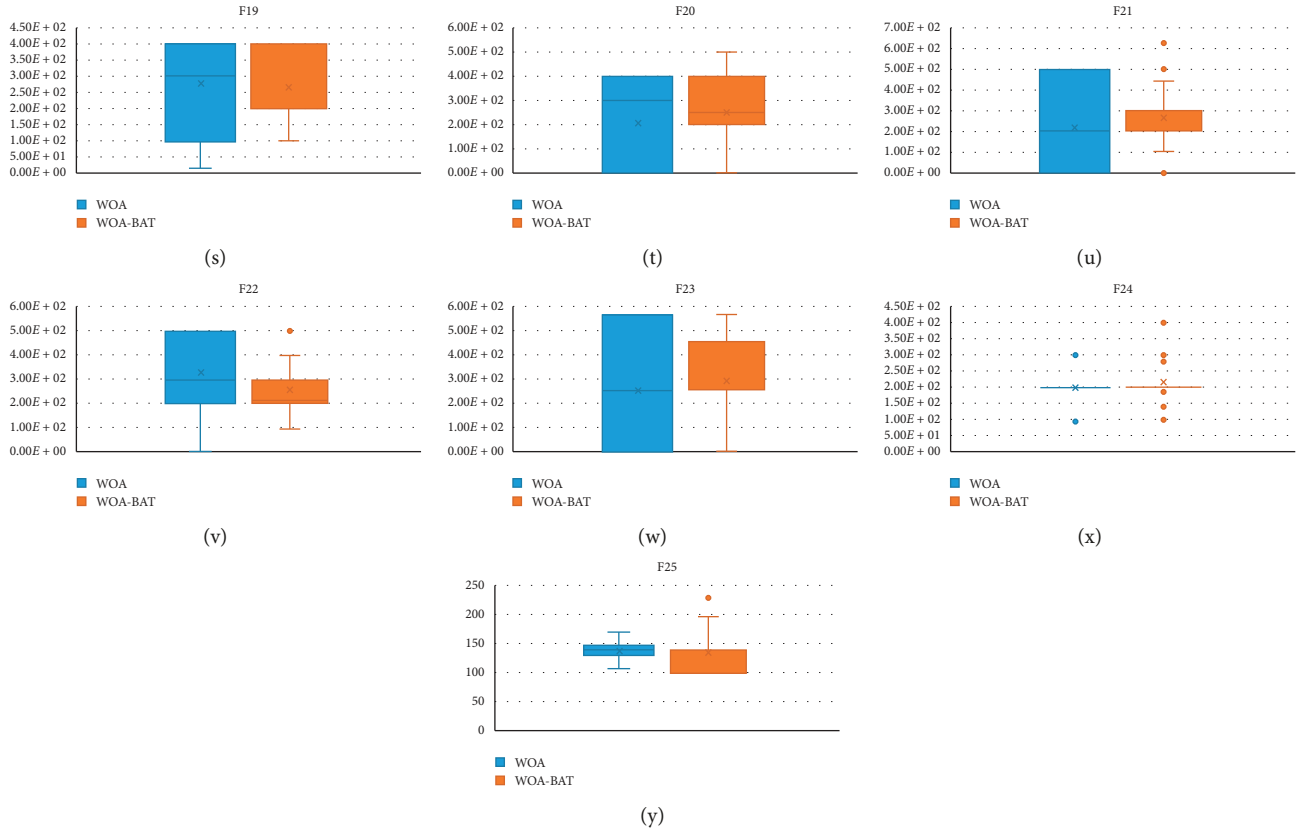 F19
4.50E + 02
4.00E + 02
3.50E + 02
3.00E + 02
2.50E + 02
2.00E + 02
1.50E + 02
1.00E + 02
5.00E + 01
0.00E + 00
WOA
WOA-BAT
(s)
F20
6.00E + 02
5.00E + 02
4.00E + 02
3.00E + 02
2.00E + 02
1.00E + 02
0.00E + 00
WOA
WOA-BAT
(t)
F21
7.00E + 02
6.00E + 02
5.00E + 02
4.00E + 02
3.00E + 02
2.00E + 02
1.00E + 02
0.00E + 00
WOA
WOA-BAT
(u)
F22
6.00E + 02
5.00E + 02
4.00E + 02
3.00E + 02
2.00E + 02
1.00E + 02
0.00E + 00
WOA
WOA-BAT
(v)
F23
6.00E + 02
5.00E + 02
4.00E + 02
3.00E + 02
2.00E + 02
1.00E + 02
0.00E + 00
WOA
WOA-BAT
(w)
F24
4.50E + 02
4.00E + 02
3.50E + 02
3.00E + 02
2.50E + 02
2.00E + 02
1.50E + 02
1.00E + 02
5.00E + 01
0.00E + 00
WOA
WOA-BAT
(x)
F25
250
200
150
100
50
0
WOA
WOA-BAT
(y)